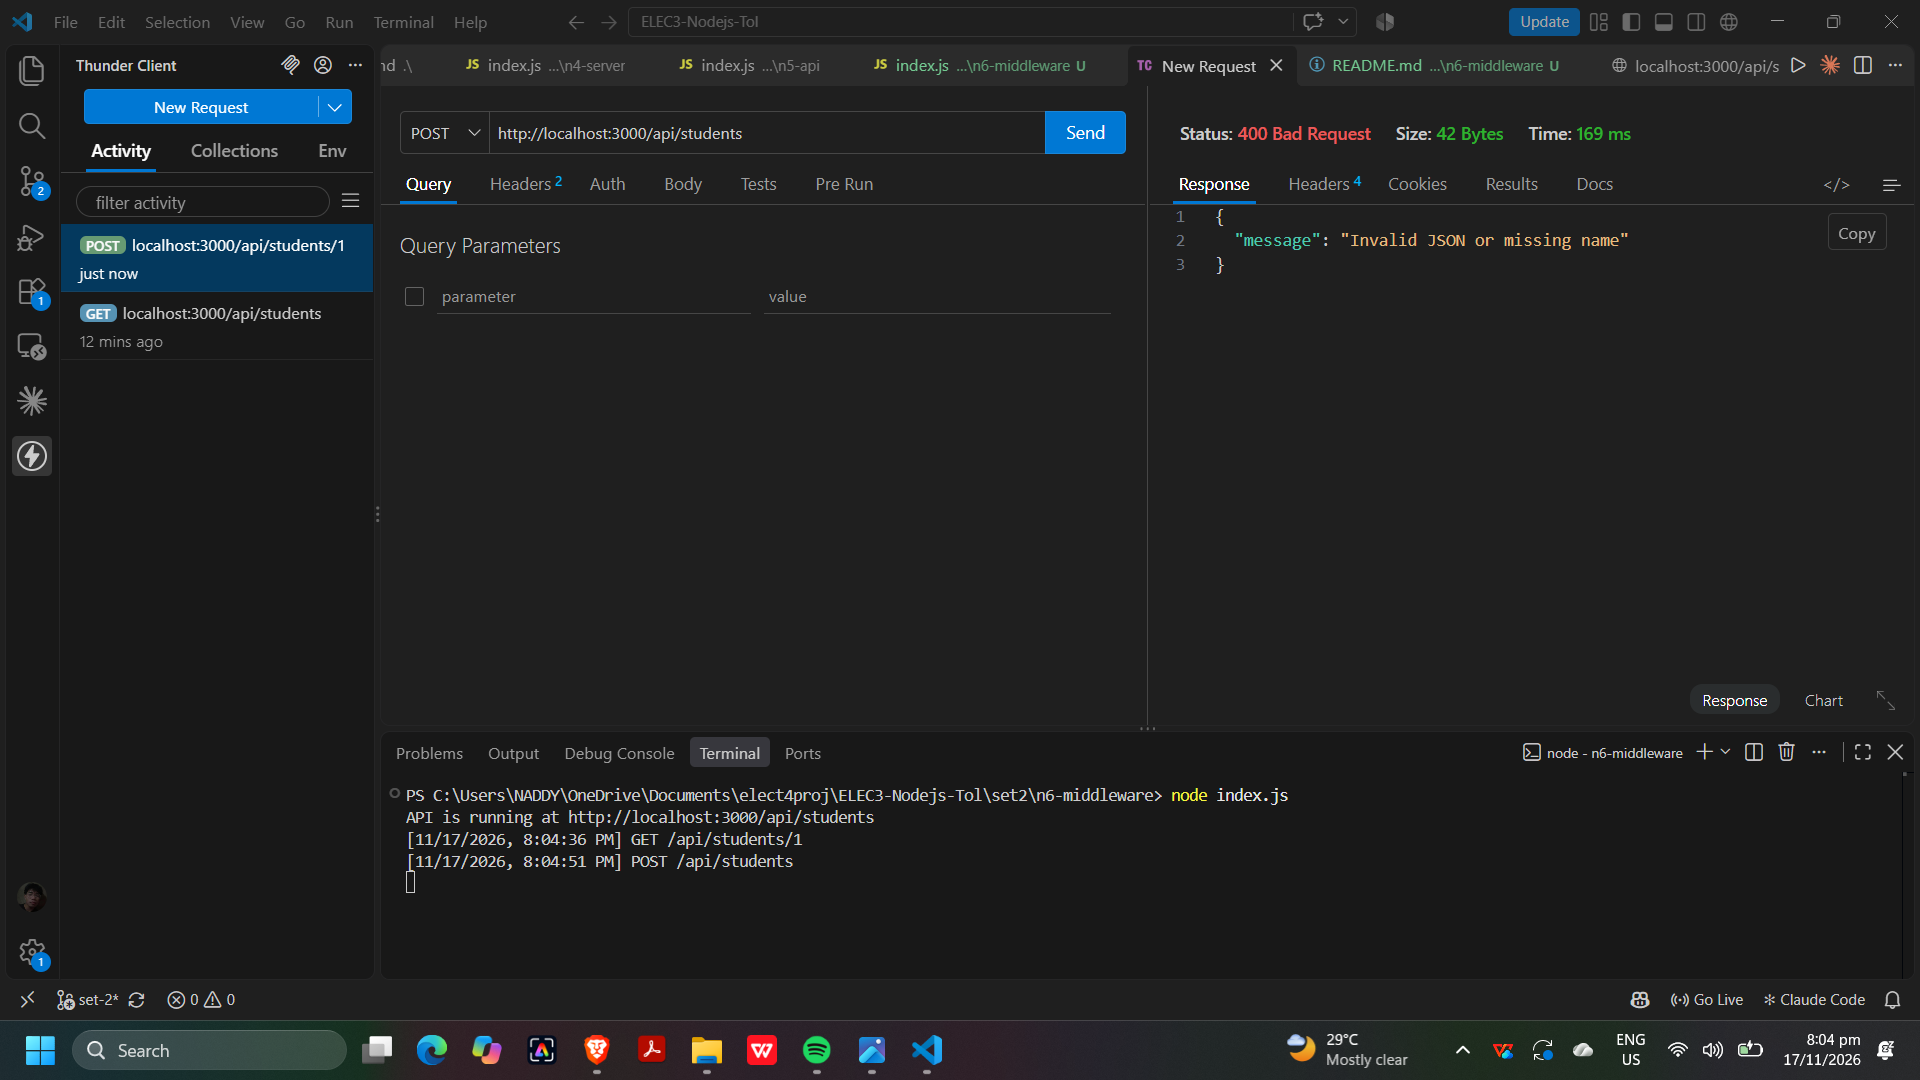 File Edit Selection View Go Run Terminal Help
ELEC3-Nodejs-Tol
Update
Thunder Client
nd .\
JS index.js ...\n4-server
JS index.js ...\n5-api
JS index.js ...\n6-middleware U
TC New Request
README.md ...\n6-middleware U
localhost:3000/api/s
New Request
Activity Collections Env
filter activity
POST localhost:3000/api/students/1
just now
GET localhost:3000/api/students
12 mins ago
POST http://localhost:3000/api/students Send
Query Headers 2 Auth Body Tests Pre Run
Query Parameters
parameter value
Status: 400 Bad Request Size: 42 Bytes Time: 169 ms
Response Headers 4 Cookies Results Docs </>
1 {
2 "message": "Invalid JSON or missing name"
3 }
Copy
Response Chart
Problems Output Debug Console Terminal Ports
node - n6-middleware
PS C:\Users\NADDY\OneDrive\Documents\elect4proj\ELEC3-Nodejs-Tol\set2\n6-middleware> node index.js
API is running at http://localhost:3000/api/students
[11/17/2026, 8:04:36 PM] GET /api/students/1
[11/17/2026, 8:04:51 PM] POST /api/students
2
1
1
set-2* 0 0
Go Live Claude Code
Search
29°C
Mostly clear
ENG
US
8:04 pm
17/11/2026